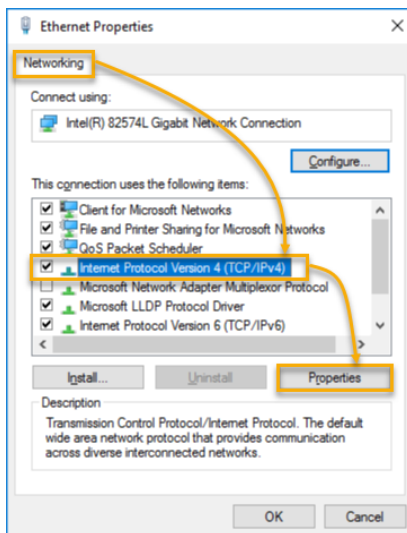 Ethernet Properties
Networking
Connect using:
Intel(R) 82574L Gigabit Network Connection
Configure...
This connection uses the following items:
Client for Microsoft Networks
File and Printer Sharing for Microsoft Networks
QoS Packet Scheduler
Internet Protocol Version 4 (TCP/IPv4)
Microsoft Network Adapter Multiplexor Protocol
Microsoft LLDP Protocol Driver
Internet Protocol Version 6 (TCP/IPv6)
Install...
Uninstall
Properties
Description
Transmission Control Protocol/Internet Protocol. The default
wide area network protocol that provides communication
across diverse interconnected networks.
OK
Cancel